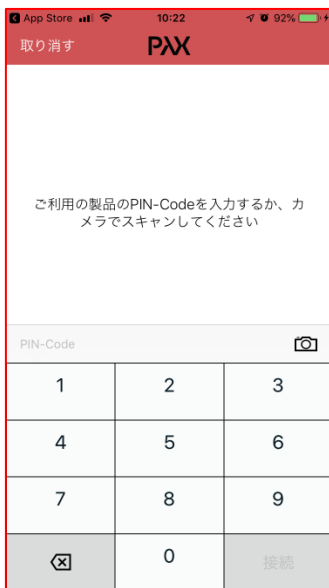 App Store 10:22 92%
取り消す PAX
ご利用の製品のPIN-Codeを入力するか、カ
メラでスキャンしてください
PIN-Code
1 2 3
4 5 6
7 8 9
0 接続